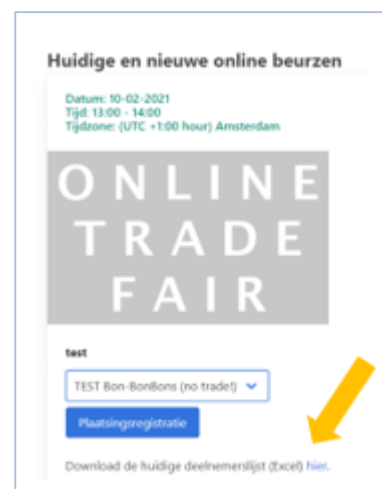 Huidige en nieuwe online beurzen
Datum: 10-02-2021
Tijd: 13:00 - 14:00
Tijdzone: (UTC +1:00 hour) Amsterdam
ONLINE
TRADE
FAIR
test
TEST Bon-BonBons (no trade!)
Plaatsingsregistratie
Download de huidige deelnemerslijst (Excel) hier.